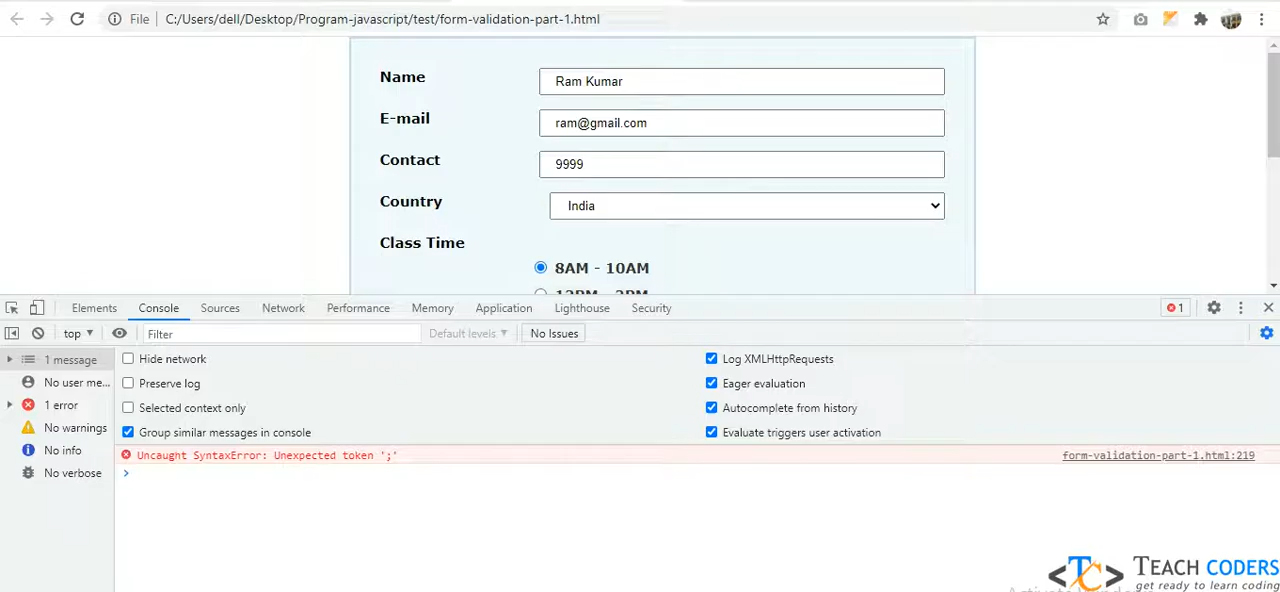 File C:/Users/dell/Desktop/Program-javascript/test/form-validation-part-1.html
Name Ram Kumar
E-mail ram@gmail.com
Contact 9999
Country India
Class Time
8AM - 10AM
Elements Console Sources Network Performance Memory Application Lighthouse Security 1
top Filter Default levels No Issues
1 message Hide network Log XMLHttpRequests
No user me... Preserve log Eager evaluation
1 error Selected context only Autocomplete from history
No warnings Group similar messages in console Evaluate triggers user activation
No info Uncaught SyntaxError: Unexpected token ';' form-validation-part-1.html:219
No verbose
TEACH CODERS
get ready to learn coding